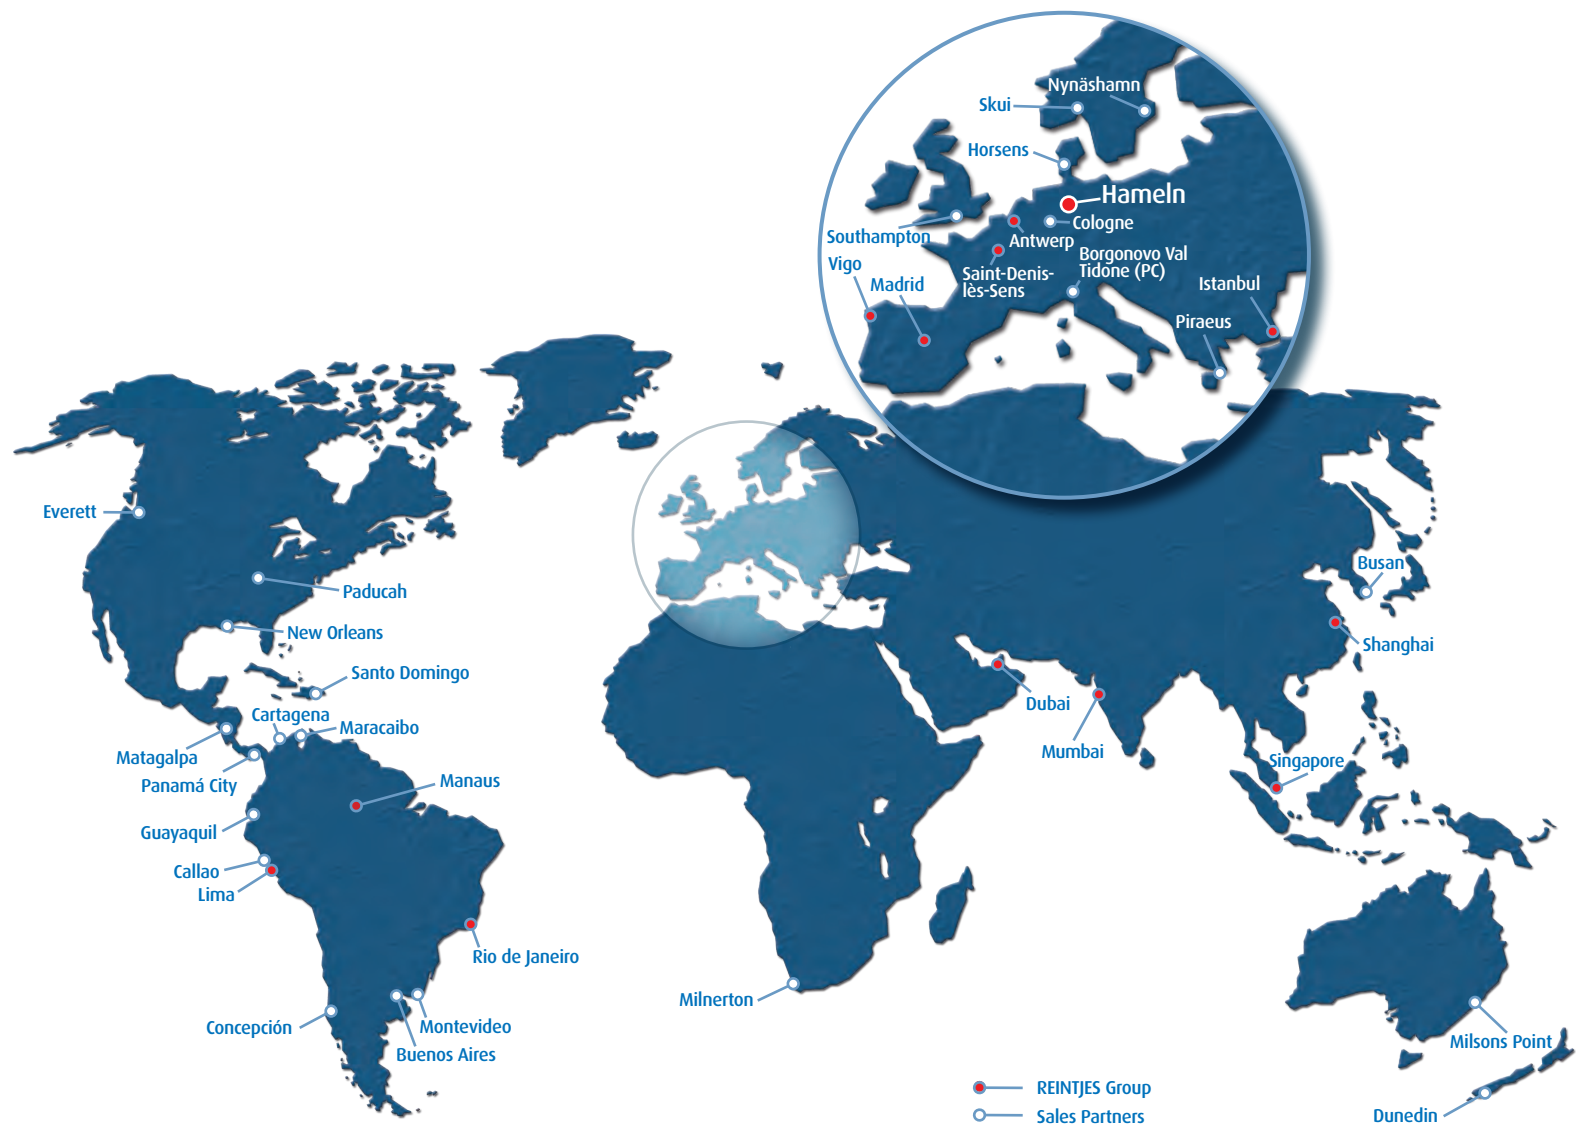 Nynäshamn
Skui
Horsens
Hameln
Cologne
Southampton
Antwerp
Vigo
Madrid
Saint-Denis-
lès-Sens
Borgonovo Val
Tidone (PC)
Istanbul
Piraeus
Everett
Paducah
New Orleans
Santo Domingo
Cartagena
Maracaibo
Matagalpa
Panamá City
Manaus
Guayaquil
Callao
Lima
Rio de Janeiro
Concepción
Montevideo
Buenos Aires
Milnerton
Busan
Shanghai
Dubai
Mumbai
Singapore
Milsons Point
Dunedin
REINTJES Group
Sales Partners